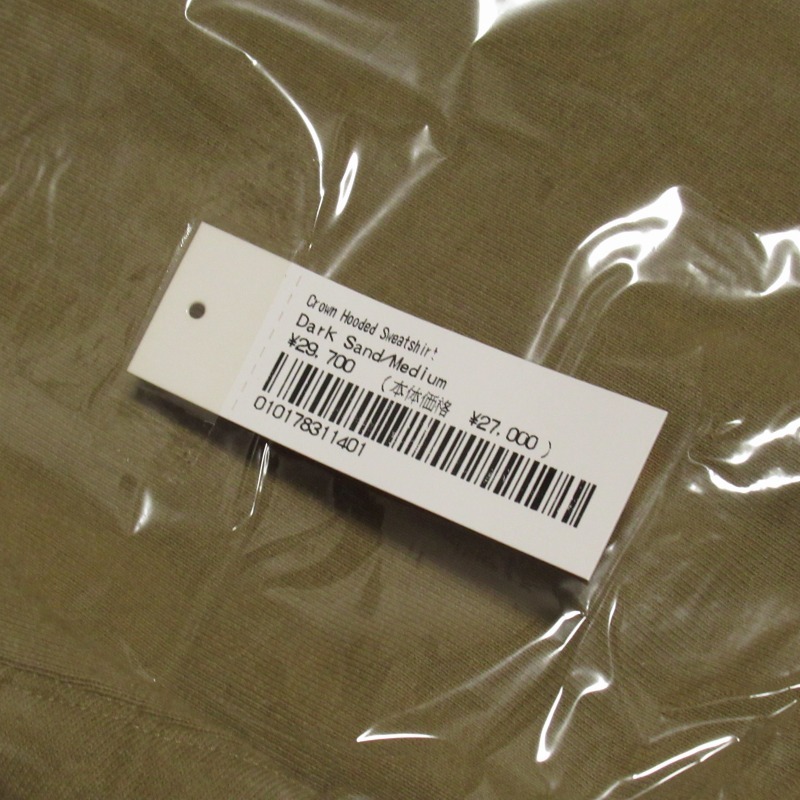 Crown Hooded Sweatshirt
Dark Sand/Medium
¥29.700 (本体価格 ¥27.000)
010178311401